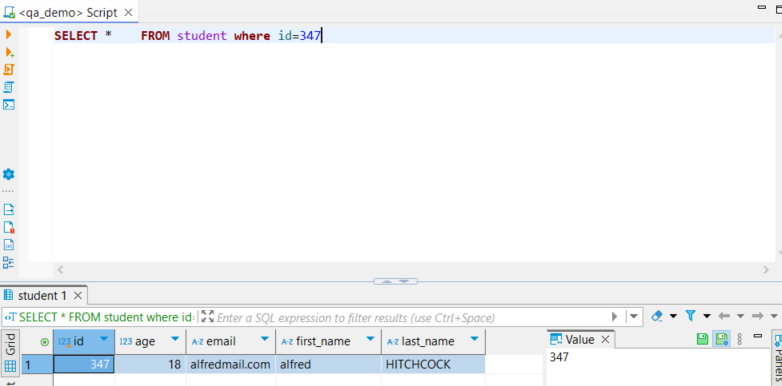 <qa_demo> Script
SELECT *    FROM student where id=347
student 1
SELECT * FROM student where id:
Enter a SQL expression to filter results (use Ctrl+Space)
Grid
123 id
123 age
A-Z email
A-Z first_name
A-Z last_name
1
347
18
alfredmail.com
alfred
HITCHCOCK
Value
347
Panels